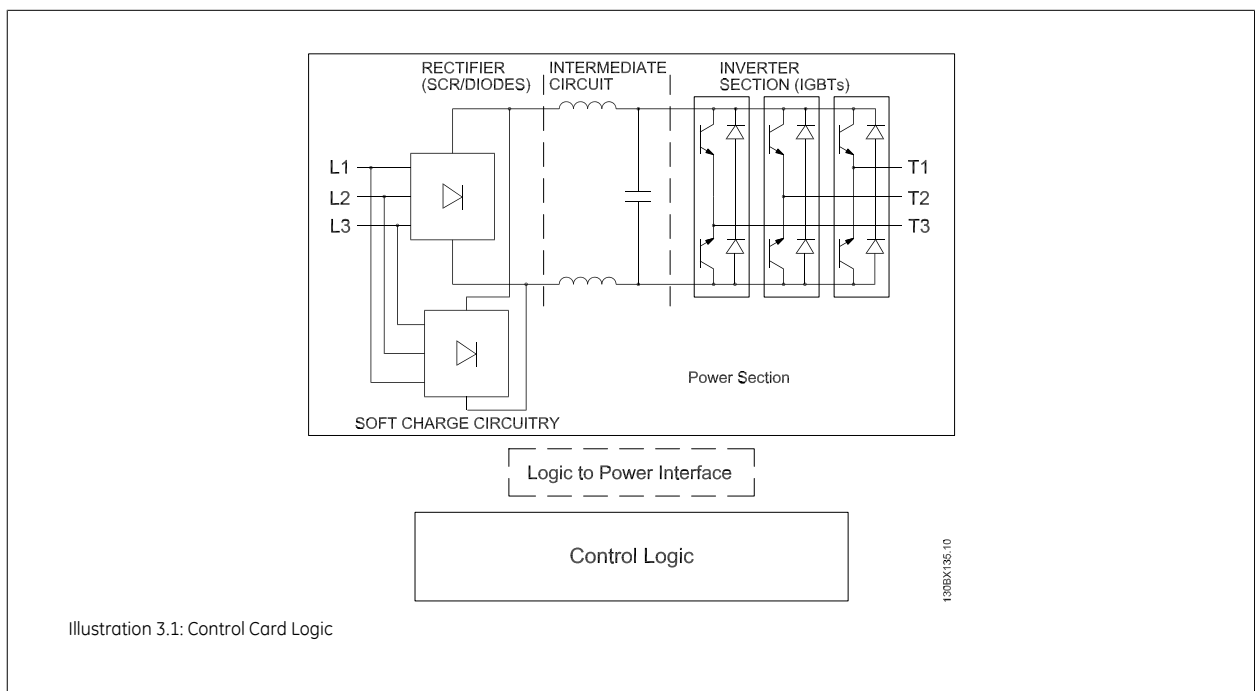 RECTIFIER
(SCR/DIODES)
INTERMEDIATE
CIRCUIT
INVERTER
SECTION (IGBTs)
L1
L2
L3
T1
T2
T3
Power Section
SOFT CHARGE CIRCUITRY
Logic to Power Interface
Control Logic
130BX135.10
Illustration 3.1: Control Card Logic